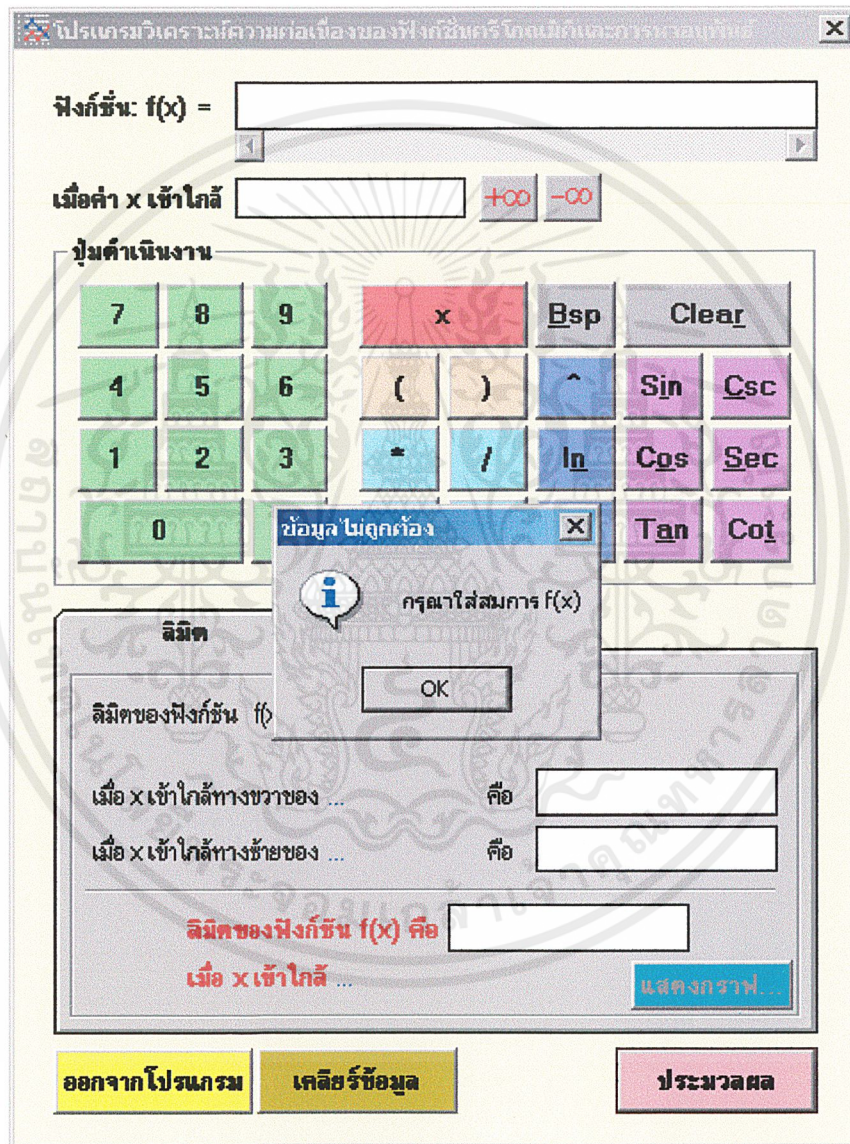 โปรแกรมวิเคราะห์ความต่อเนื่องของฟังก์ชันตรีโกณมิติและการหาอนุพันธ์
ฟังก์ชั่น: f(x) =
เมื่อค่า x เข้าใกล้ +∞ -∞
ปุ่มดำเนินงาน
7 8 9 x Bsp Clear
4 5 6 ( ) ^ Sin Csc
1 2 3 * / ln Cos Sec
0 Tan Cot
ข้อมูลไม่ถูกต้อง
กรุณาใส่สมการ f(x)
OK
ลิมิต
ลิมิตของฟังก์ชัน f(x
เมื่อ x เข้าใกล้ทางขวาของ ... คือ
เมื่อ x เข้าใกล้ทางซ้ายของ ... คือ
ลิมิตของฟังก์ชัน f(x) คือ
เมื่อ x เข้าใกล้ ...
แสดงกราฟ...
ออกจากโปรแกรม เคลียร์ข้อมูล ประมวลผล